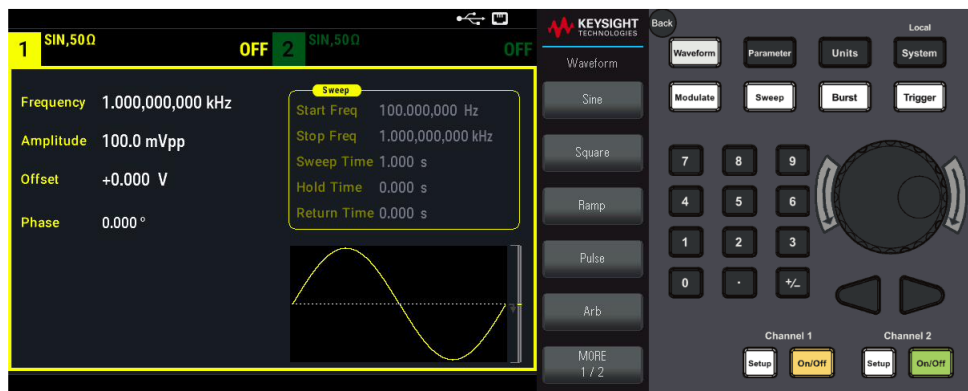 KEYSIGHT
TECHNOLOGIES
Back
Local
1 SIN,50Ω OFF 2 SIN,50Ω OFF
Waveform
Waveform Parameter Units System
Frequency 1.000,000,000 kHz
Amplitude 100.0 mVpp
Offset +0.000 V
Phase 0.000°
Sweep
Start Freq 100.000,000 Hz
Stop Freq 1.000,000,000 kHz
Sweep Time 1.000 s
Hold Time 0.000 s
Return Time 0.000 s
Sine
Square
Ramp
Pulse
Arb
MORE
1 / 2
Modulate Sweep Burst Trigger
7 8 9
4 5 6
1 2 3
0 . +/-
Channel 1 Channel 2
Setup On/Off Setup On/Off